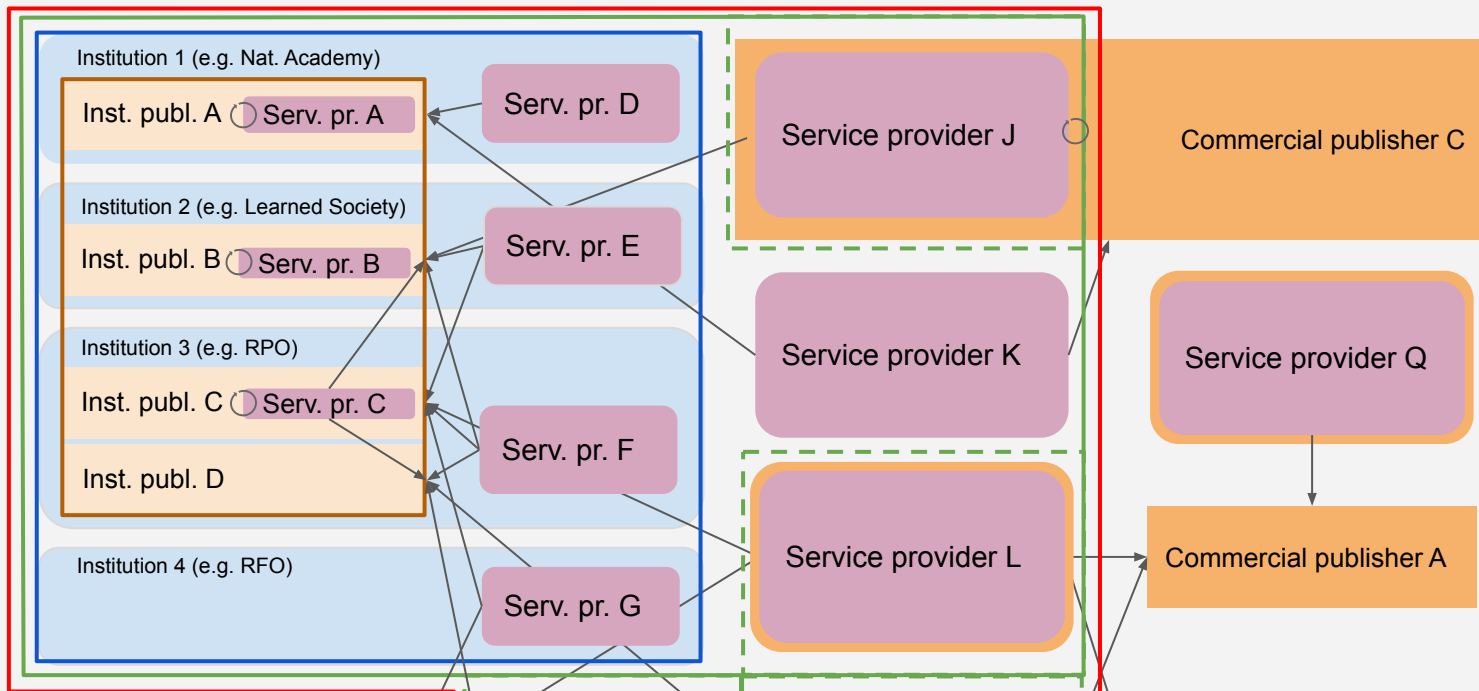 Institution 1 (e.g. Nat. Academy)
Inst. publ. A
Serv. pr. A
Serv. pr. D
Service provider J
Commercial publisher C
Institution 2 (e.g. Learned Society)
Inst. publ. B
Serv. pr. B
Serv. pr. E
Institution 3 (e.g. RPO)
Service provider K
Service provider Q
Inst. publ. C
Serv. pr. C
Serv. pr. F
Inst. publ. D
Institution 4 (e.g. RFO)
Service provider L
Commercial publisher A
Serv. pr. G